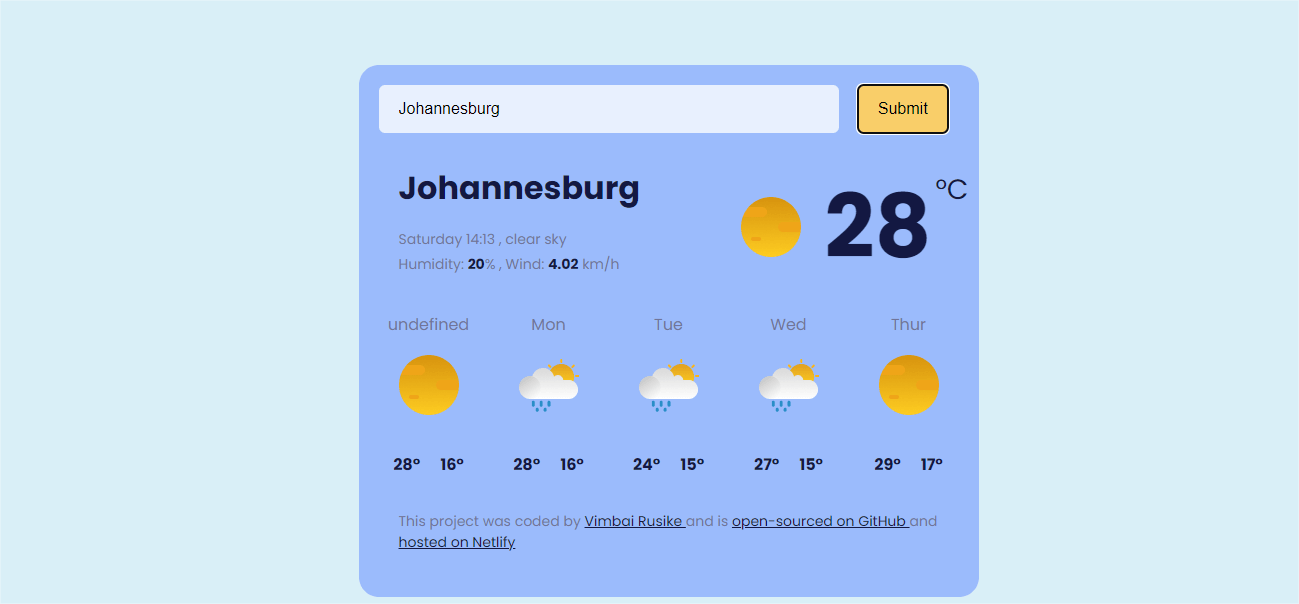 Johannesburg
Submit
Johannesburg
28
°C
Saturday 14:13 , clear sky
Humidity: 20% , Wind: 4.02 km/h
undefined Mon Tue Wed Thur
28° 16° 28° 16° 24° 15° 27° 15° 29° 17°
This project was coded by Vimbai Rusike and is open-sourced on GitHub and
hosted on Netlify